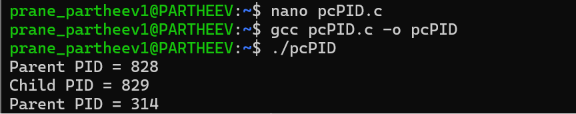 prane_partheev1@PARTHEEV:~$ nano pcPID.c
prane_partheev1@PARTHEEV:~$ gcc pcPID.c -o pcPID
prane_partheev1@PARTHEEV:~$ ./pcPID
Parent PID = 828
Child PID = 829
Parent PID = 314